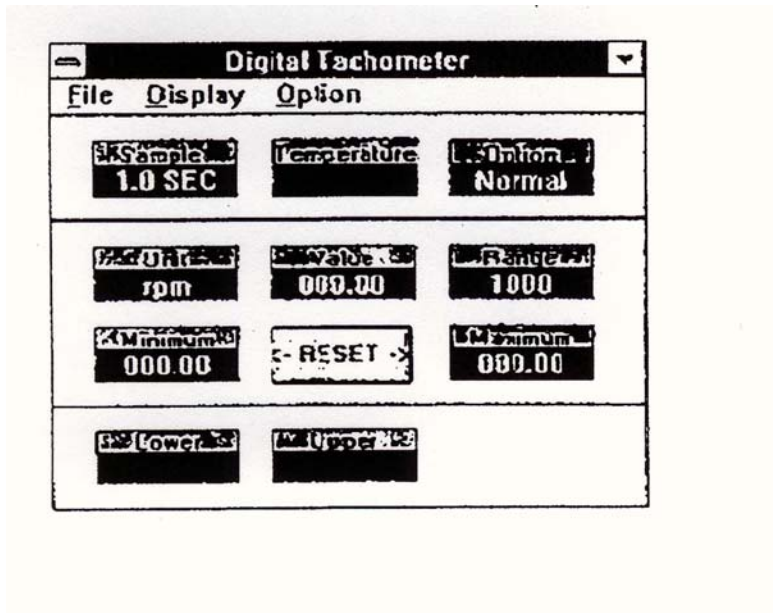 Digital Tachometer
File Display Option
Sample Temperature Option
1.0 SEC Normal
Unit Value Range
rpm 000.00 1000
Minimum <- RESET -> Maximum
000.00 000.00
Lower Upper